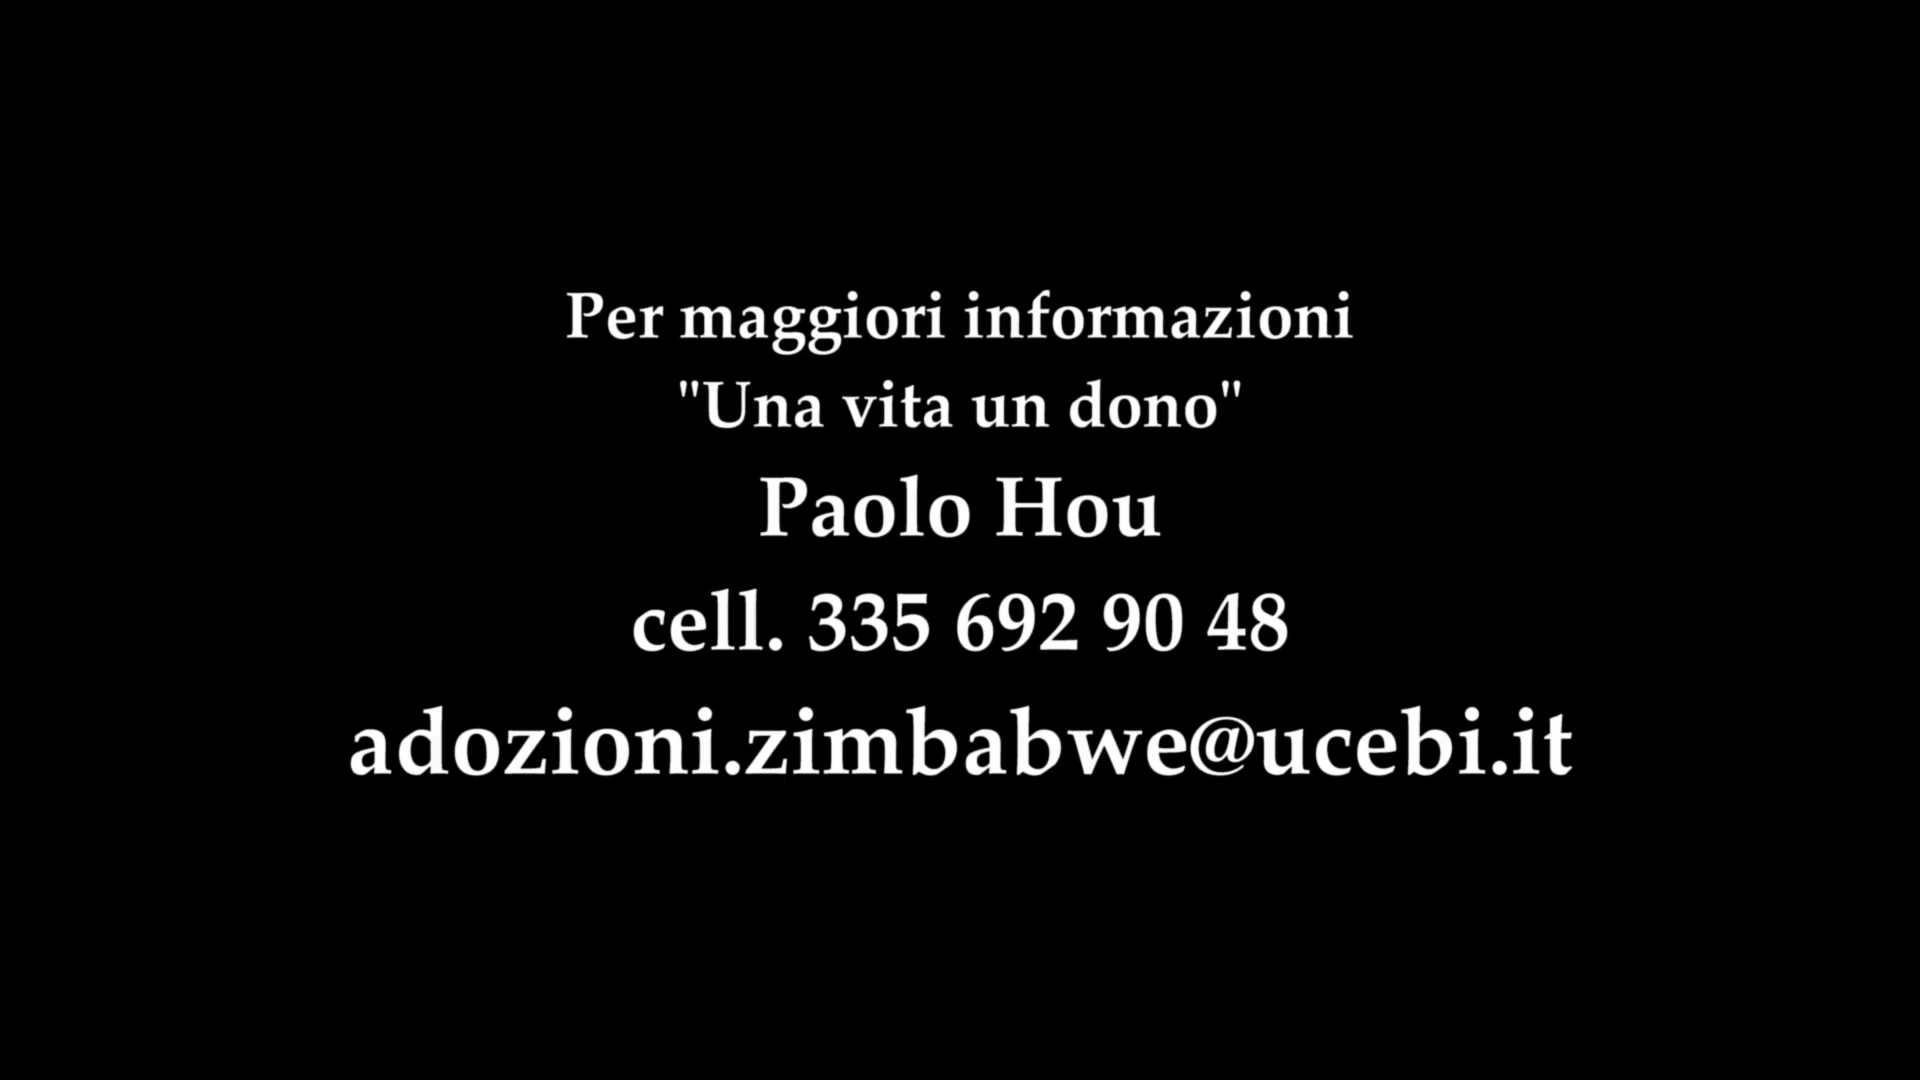 Per maggiori informazioni
"Una vita un dono"
Paolo Hou
cell. 335 692 90 48
adozioni.zimbabwe@ucebi.it